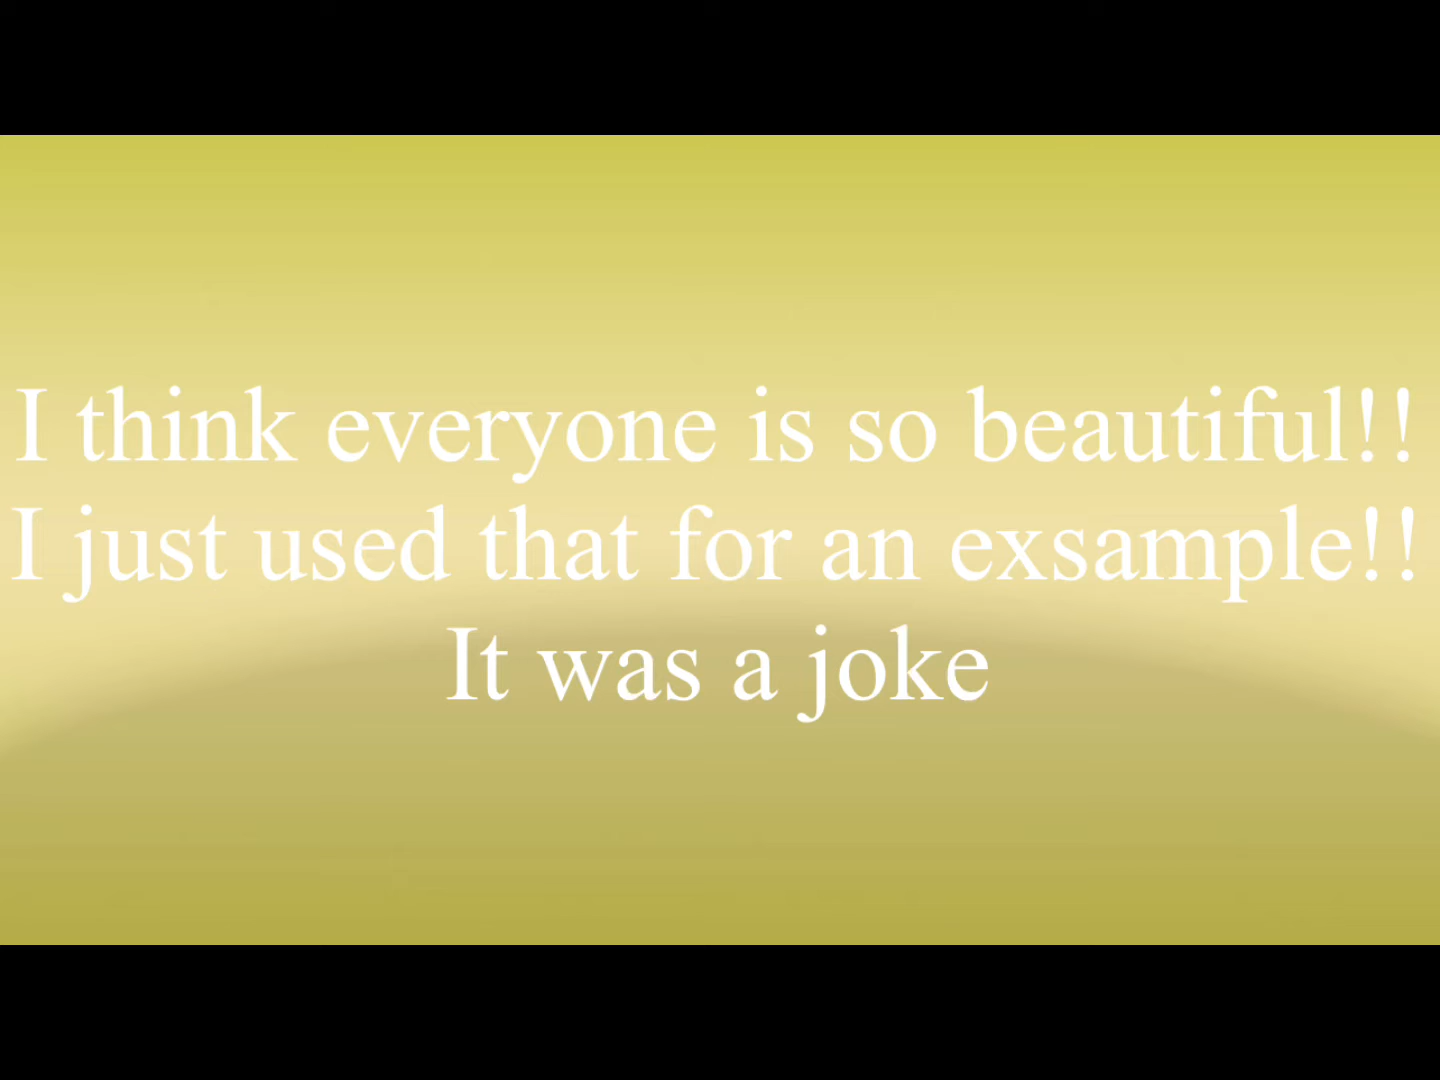 I think everyone is so beautiful!!
I just used that for an exsample!!
It was a joke